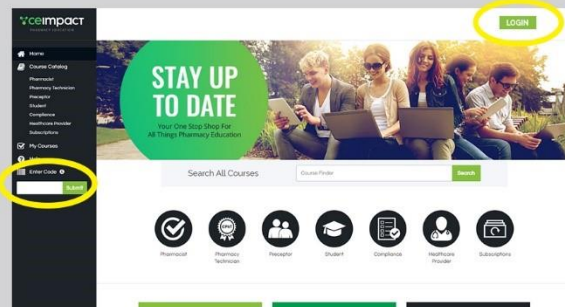 ceimpact
PHARMACY EDUCATION
LOGIN
Home
Course Catalog
Pharmacist
Pharmacy Technician
Preceptor
Student
Compliance
Healthcare Provider
Subscriptions
My Courses
Help
Enter Code
Submit
STAY UP
TO DATE
Your One Stop Shop For
All Things Pharmacy Education
Search All Courses
Course Finder
Search
Pharmacist
Pharmacy
Technician
Preceptor
Student
Compliance
Healthcare
Provider
Subscriptions